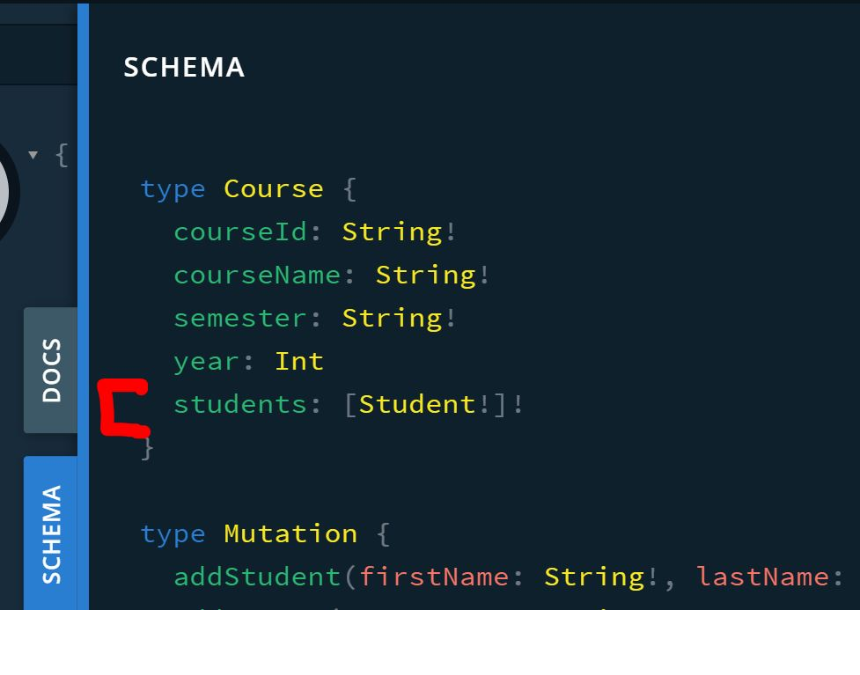 SCHEMA
{
type Course {
courseId: String!
courseName: String!
semester: String!
year: Int
students: [Student!]!
}
DOCS
SCHEMA
type Mutation {
addStudent(firstName: String!, lastName: